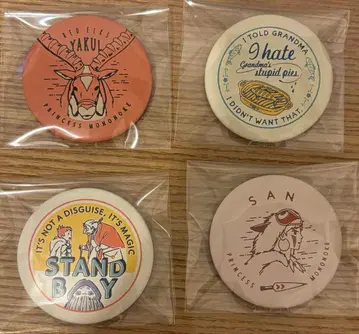 RED ELKS
YAKUL
PRINCESS MONONOKE
I TOLD GRANDMA
I hate
Grandma's
stupid pies.
I DIDN'T WANT THAT.
IT'S NOT A DISGUISE, IT'S MAGIC
STAND
BY
SAN
PRINCESS MONONOKE